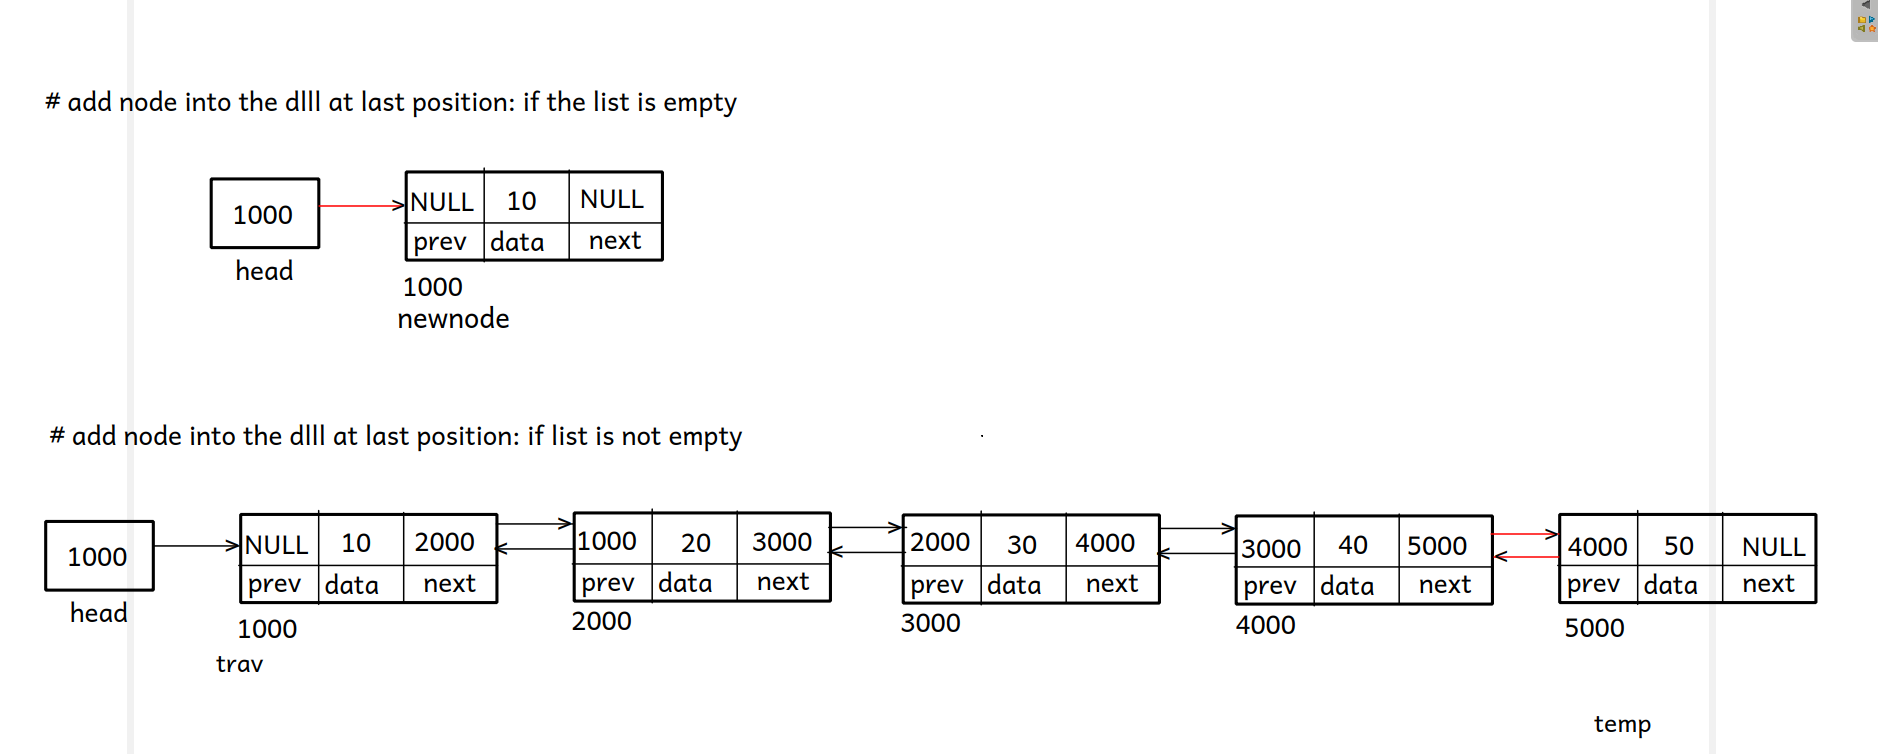 # add node into the dlll at last position: if the list is empty
1000
NULL 10 NULL
prev data next
head
1000
newnode
# add node into the dlll at last position: if list is not empty
1000
NULL 10 2000
1000 20 3000
2000 30 4000
3000 40 5000
4000 50 NULL
prev data next
prev data next
prev data next
prev data next
prev data next
head
1000
2000
3000
4000
5000
trav
temp